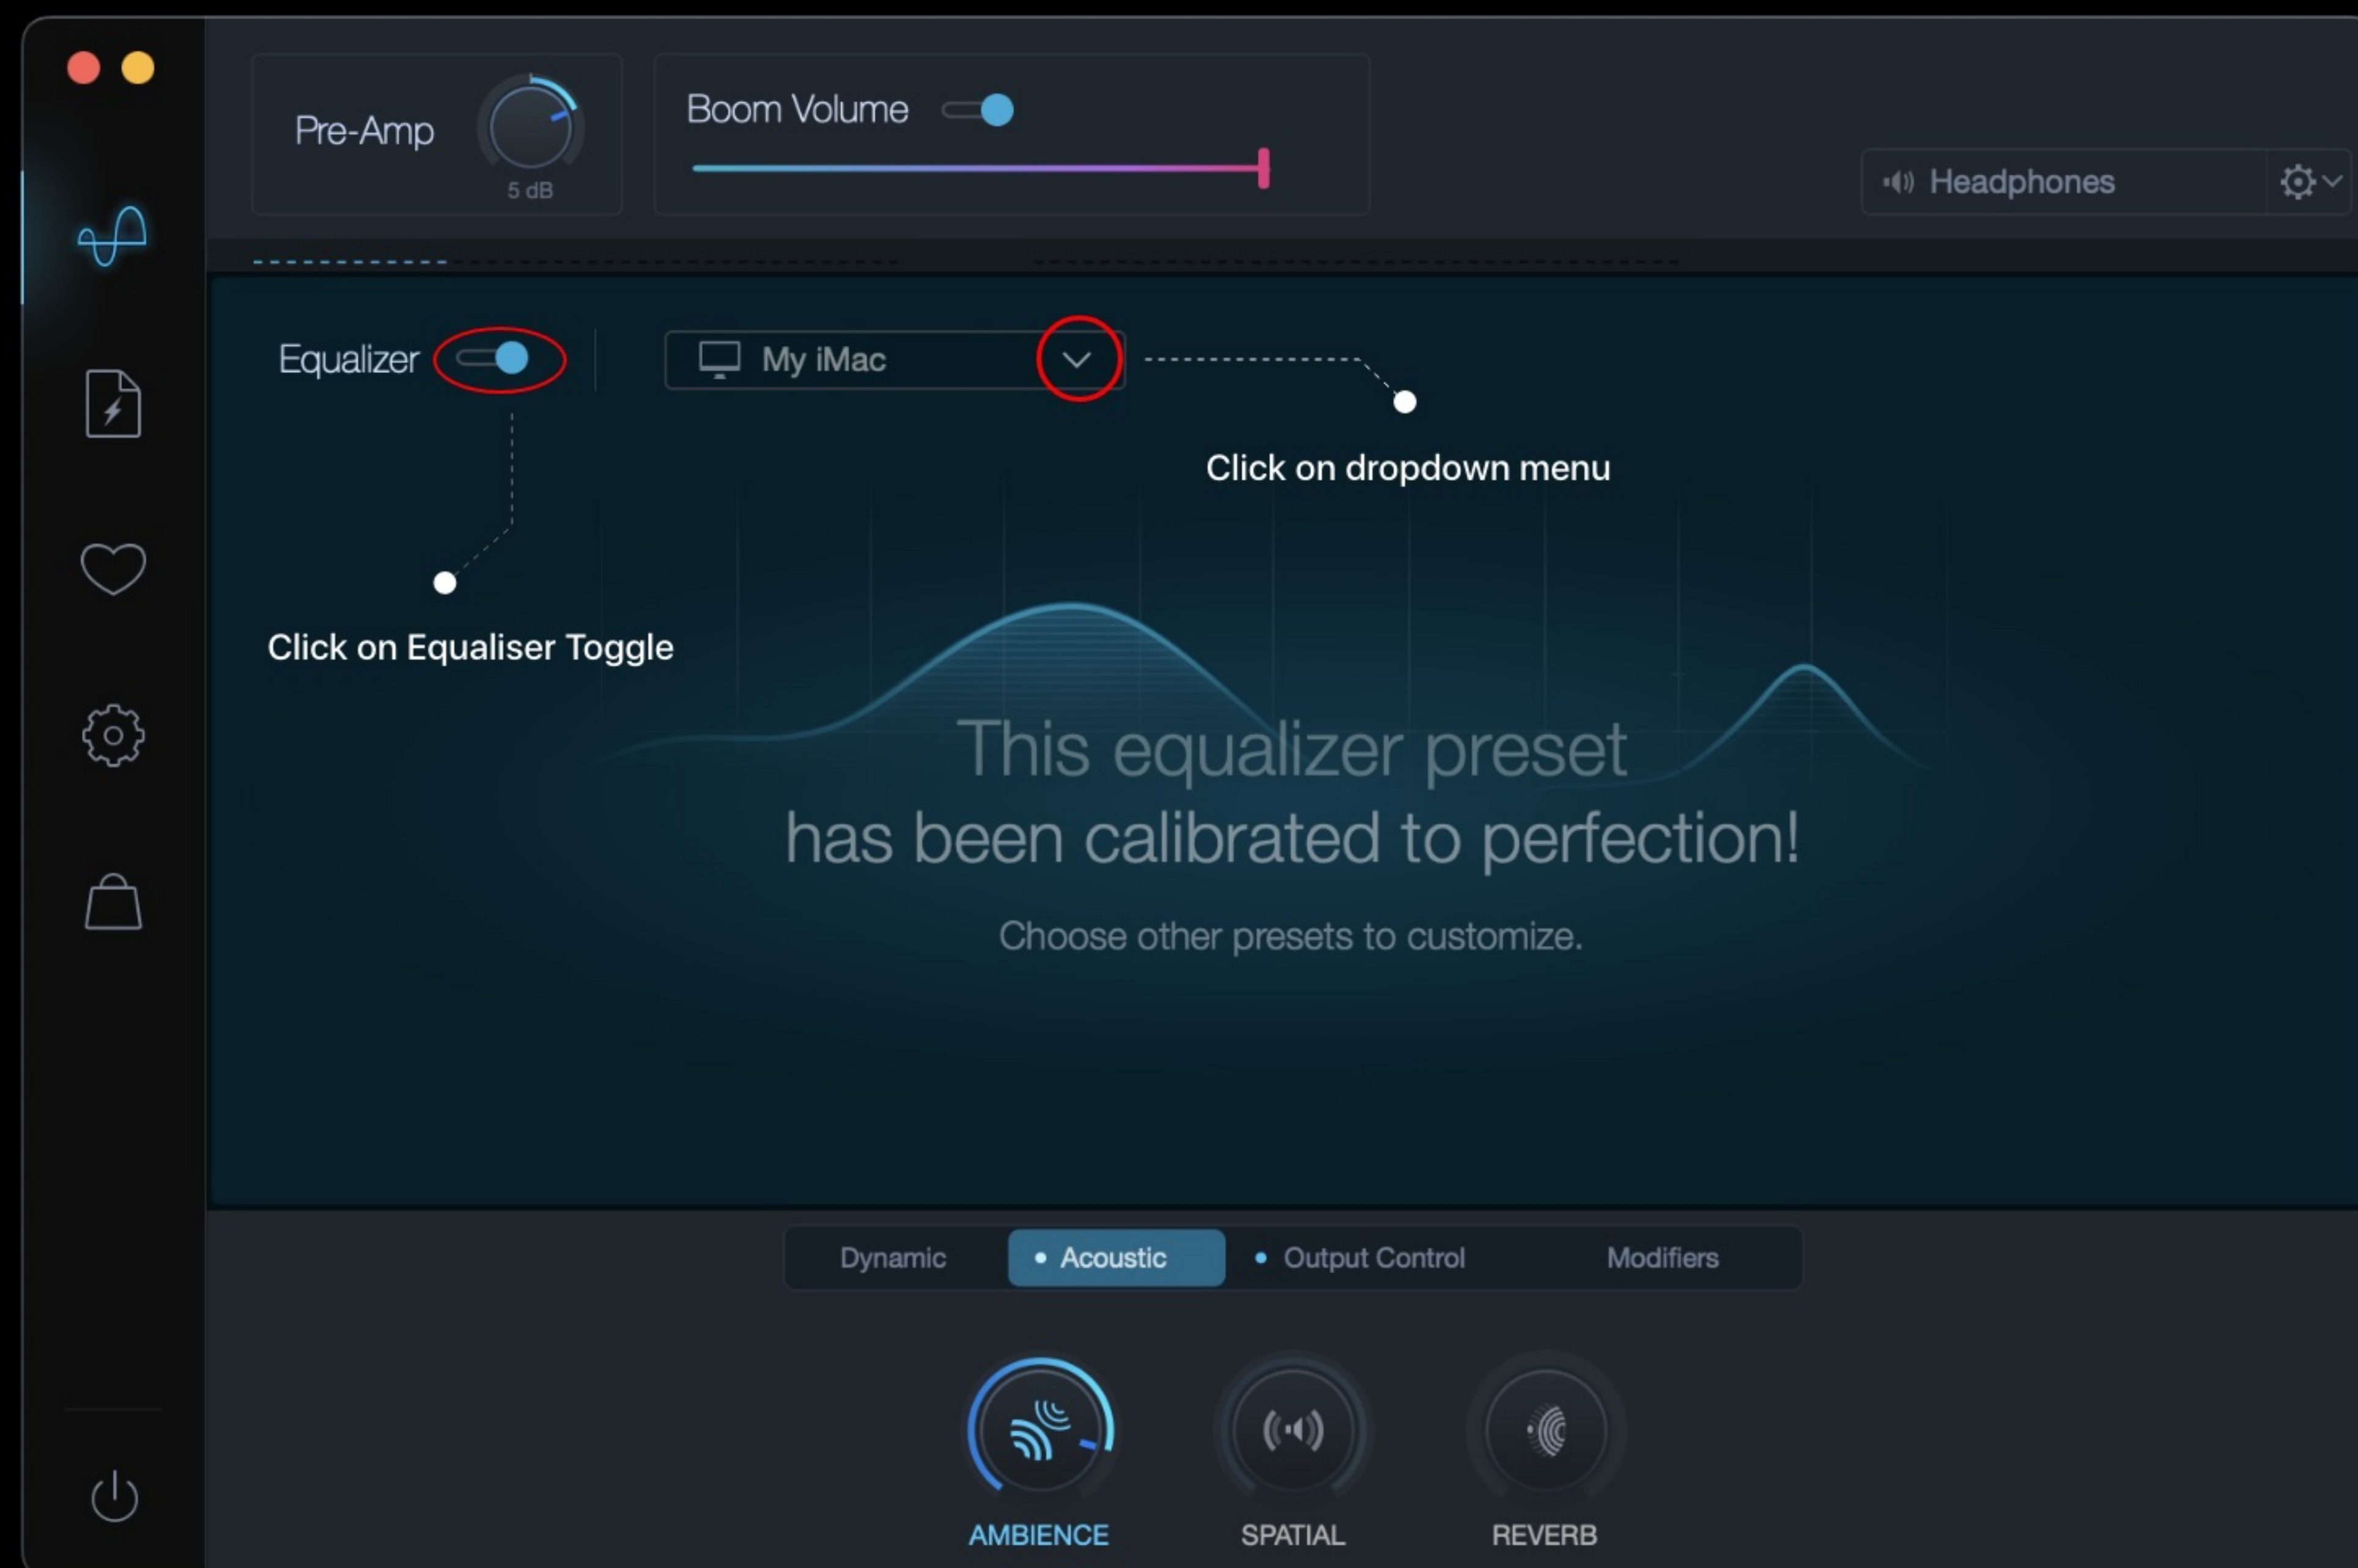 Pre-Amp
5 dB
Boom Volume
Headphones
Equalizer
My iMac
Click on dropdown menu
Click on Equaliser Toggle
This equalizer preset
has been calibrated to perfection!
Choose other presets to customize.
Dynamic
Acoustic
Output Control
Modifiers
AMBIENCE
SPATIAL
REVERB